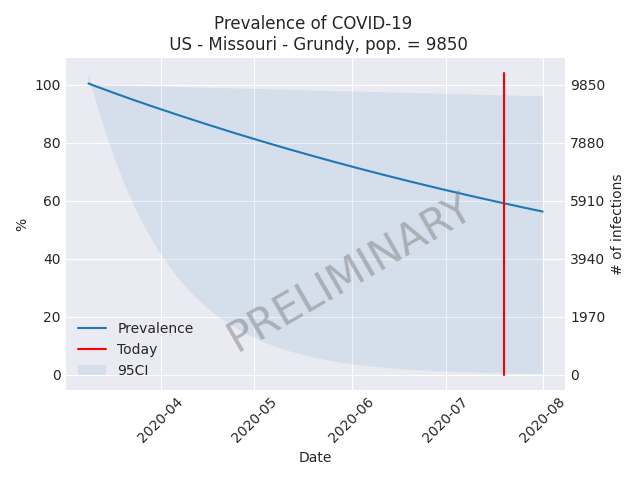 Prevalence of COVID-19
US - Missouri - Grundy, pop. = 9850
100
80
60
40
20
0
%
9850
7880
5910
3940
1970
0
# of infections
PRELIMINARY
Prevalence
Today
95CI
2020-04
2020-05
2020-06
2020-07
2020-08
Date